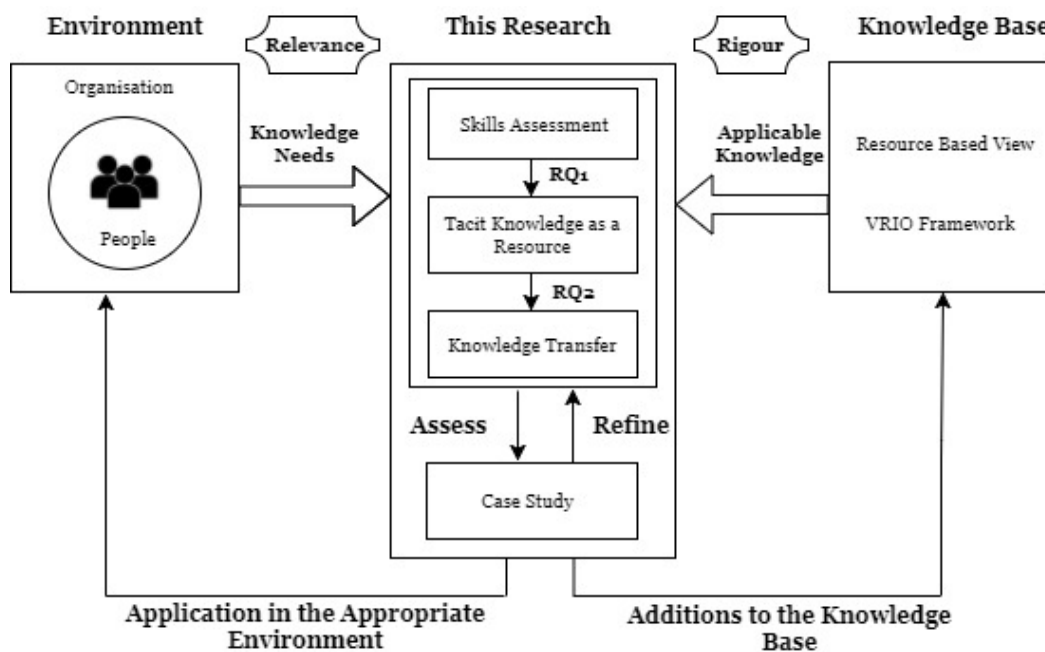 Environment
Relevance
This Research
Rigour
Knowledge Base
Organisation
People
Knowledge
Needs
Skills Assessment
RQ1
Tacit Knowledge as a
Resource
RQ2
Knowledge Transfer
Applicable
Knowledge
Resource Based View
VRIO Framework
Assess
Refine
Case Study
Application in the Appropriate
Environment
Additions to the Knowledge
Base